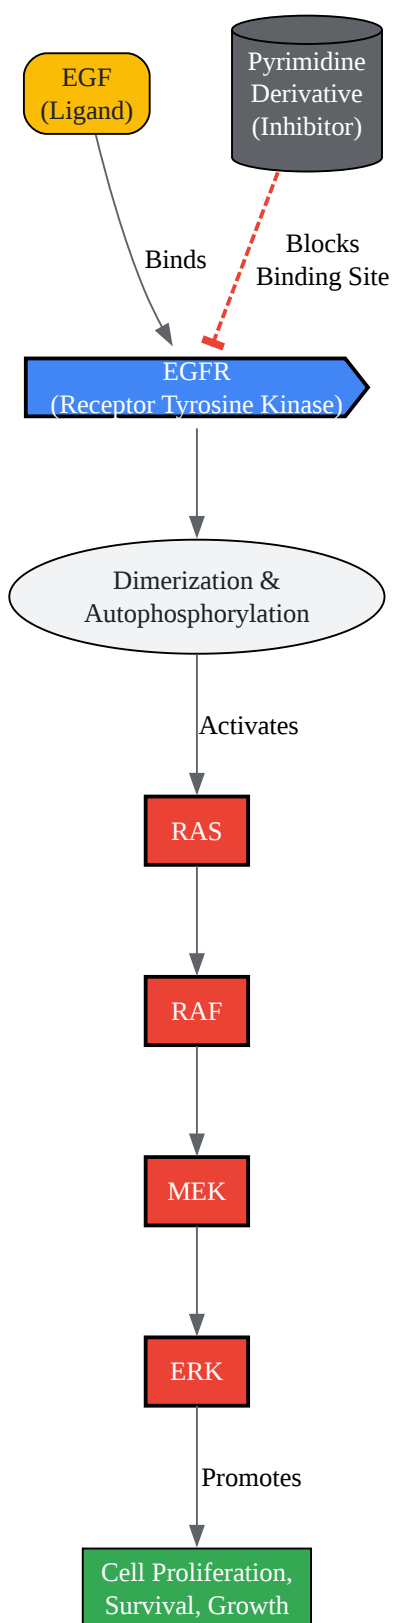 EGF
(Ligand)
Pyrimidine
Derivative
(Inhibitor)
Binds
Blocks
Binding Site
EGFR
(Receptor Tyrosine Kinase)
Dimerization &
Autophosphorylation
Activates
RAS
RAF
MEK
ERK
Promotes
Cell Proliferation,
Survival, Growth